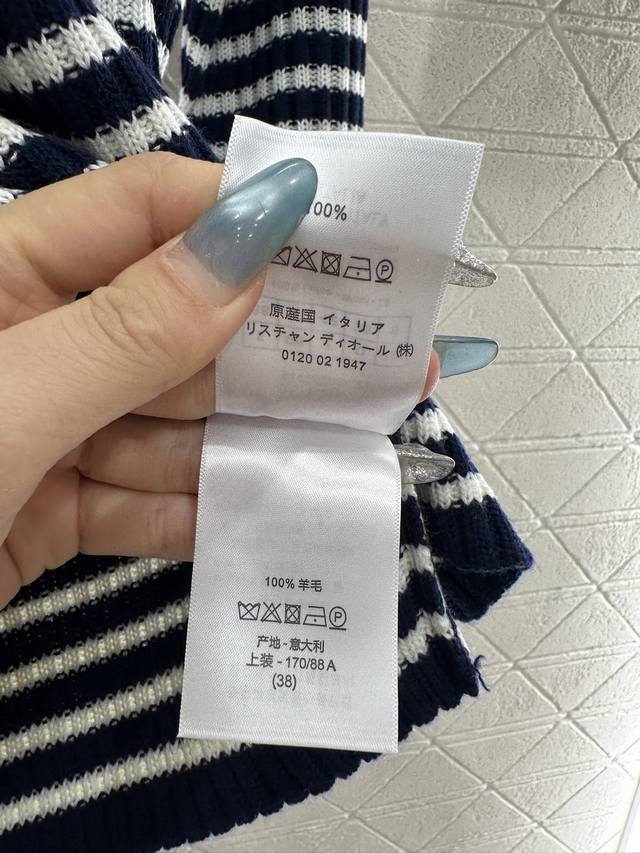 100%
原産国 イタリア
リスチャン ディオール (株)
0120 02 1947
100% 羊毛
产地 - 意大利
上装 - 170/88 A
(38)